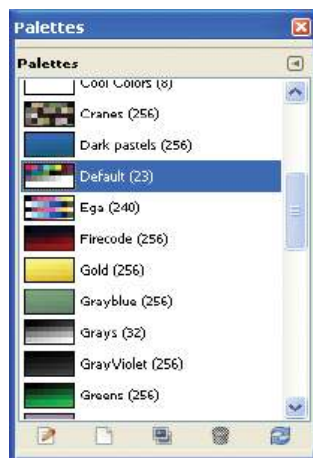 Palettes
Palettes
Cool Colors (8)
Cranes (256)
Dark pastels (256)
Default (23)
Ega (240)
Firecode (256)
Gold (256)
Grayblue (256)
Grays (32)
GrayViolet (256)
Greens (256)